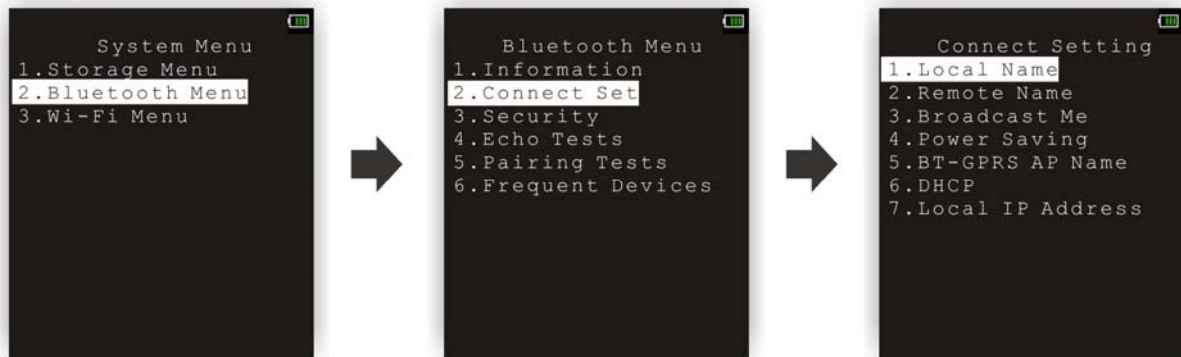 System Menu
1.Storage Menu
2.Bluetooth Menu
3.Wi-Fi Menu
Bluetooth Menu
1.Information
2.Connect Set
3.Security
4.Echo Tests
5.Pairing Tests
6.Frequent Devices
Connect Setting
1.Local Name
2.Remote Name
3.Broadcast Me
4.Power Saving
5.BT-GPRS AP Name
6.DHCP
7.Local IP Address